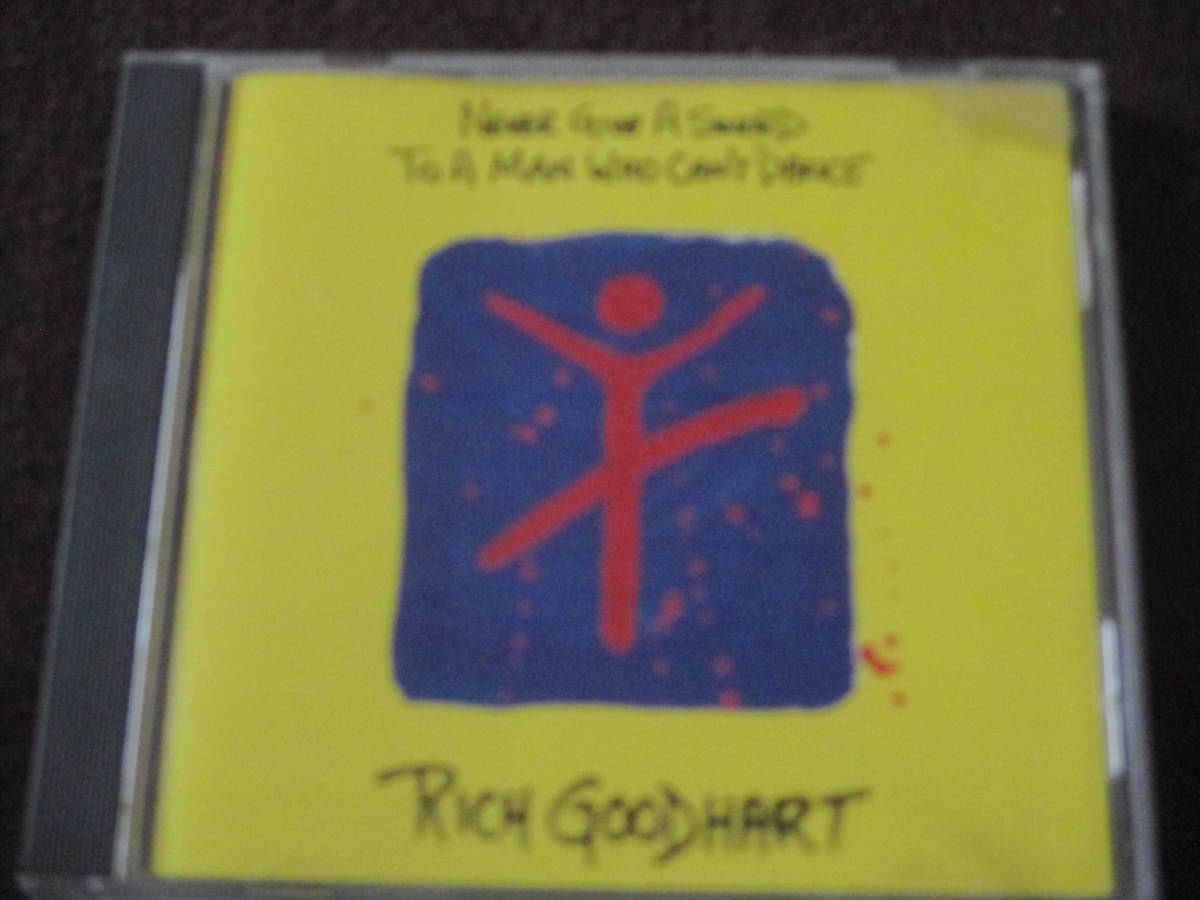 NEVER GIVE A SWORD
TO A MAN WHO CAN'T DANCE
RICH GOODHART